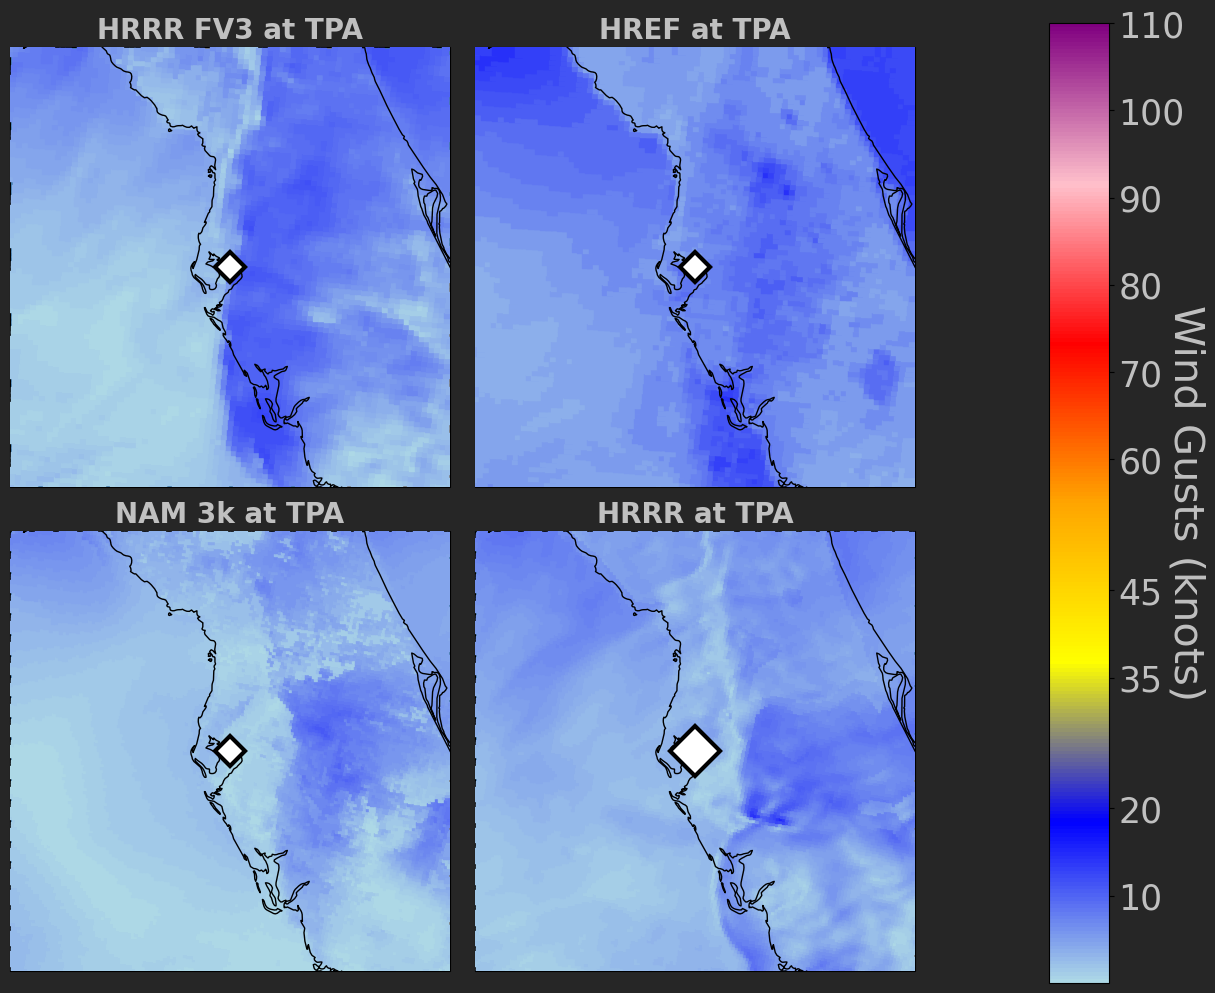 HRRR FV3 at TPA
HREF at TPA
NAM 3k at TPA
HRRR at TPA
110
100
90
80
70
60
45
35
20
10
Wind Gusts (knots)